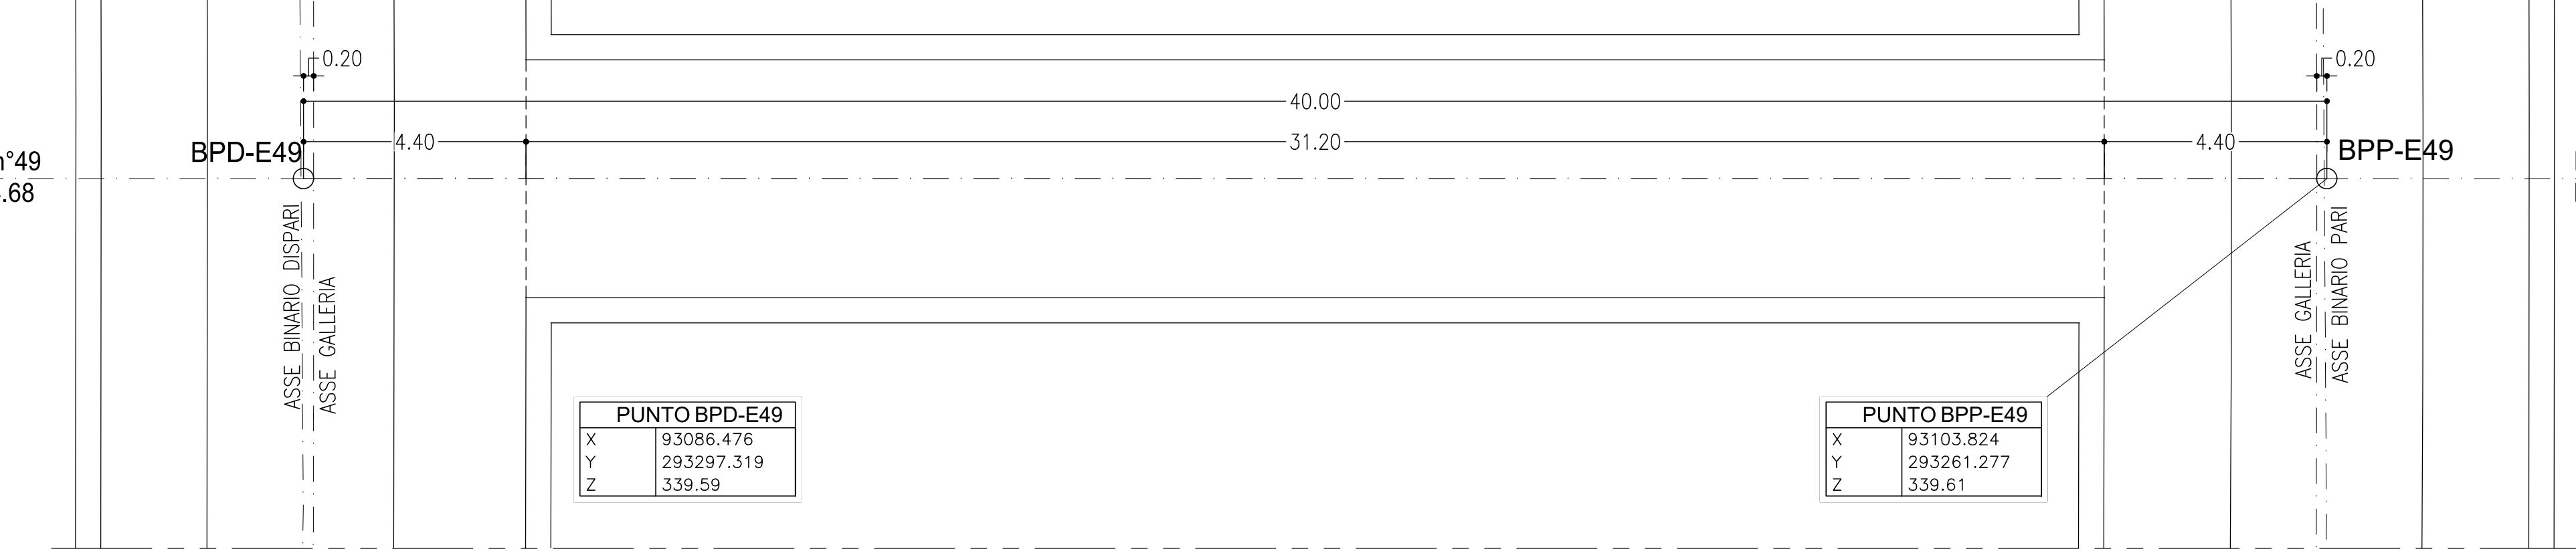 0.20
0.20
40.00
4.40
31.20
4.40
BPD-E49
BPP-E49
n°49
.68
ASSE BINARIO DISPARI
ASSE GALLERIA
ASSE GALLERIA
ASSE BINARIO PARI
PUNTO BPD-E49
X 93086.476
Y 293297.319
Z 339.59
PUNTO BPP-E49
X 93103.824
Y 293261.277
Z 339.61